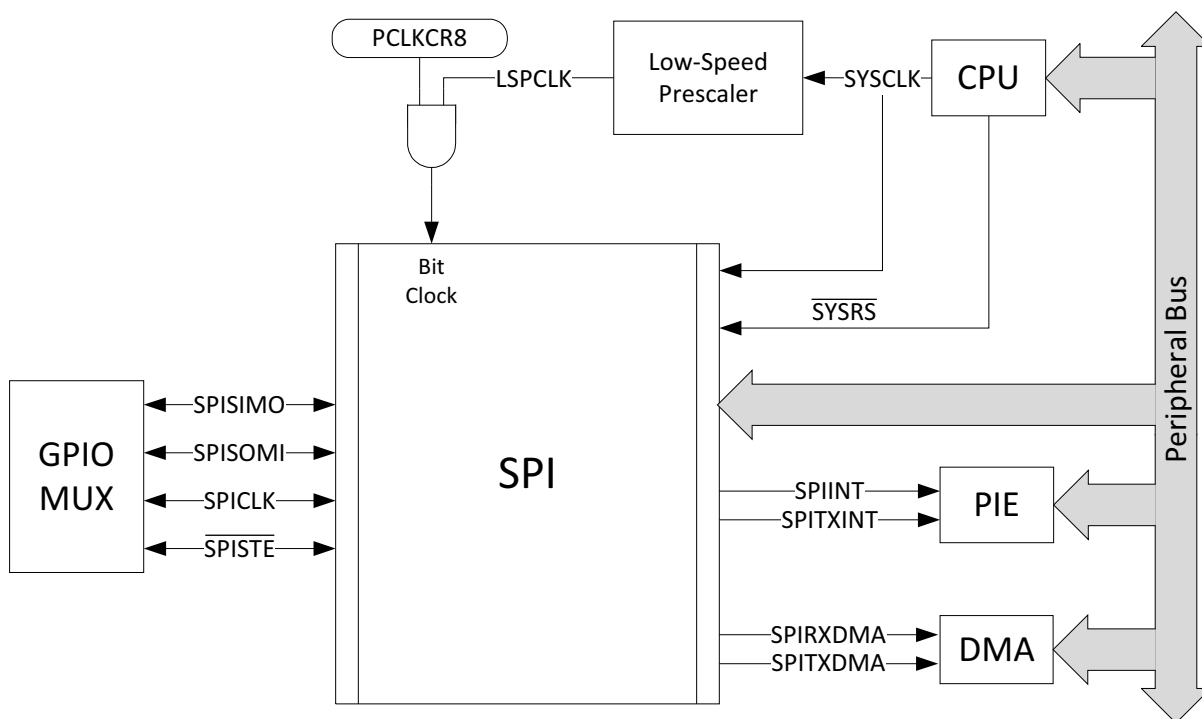 PCLKCR8
LSPCLK
Low-Speed
Prescaler
SYSCLK
CPU
Bit
Clock
SYSRS
Peripheral Bus
GPIO
MUX
SPISIMO
SPISOMI
SPICLK
SPISTE
SPI
SPIINT
SPITXINT
PIE
SPIRXDMA
SPITXDMA
DMA